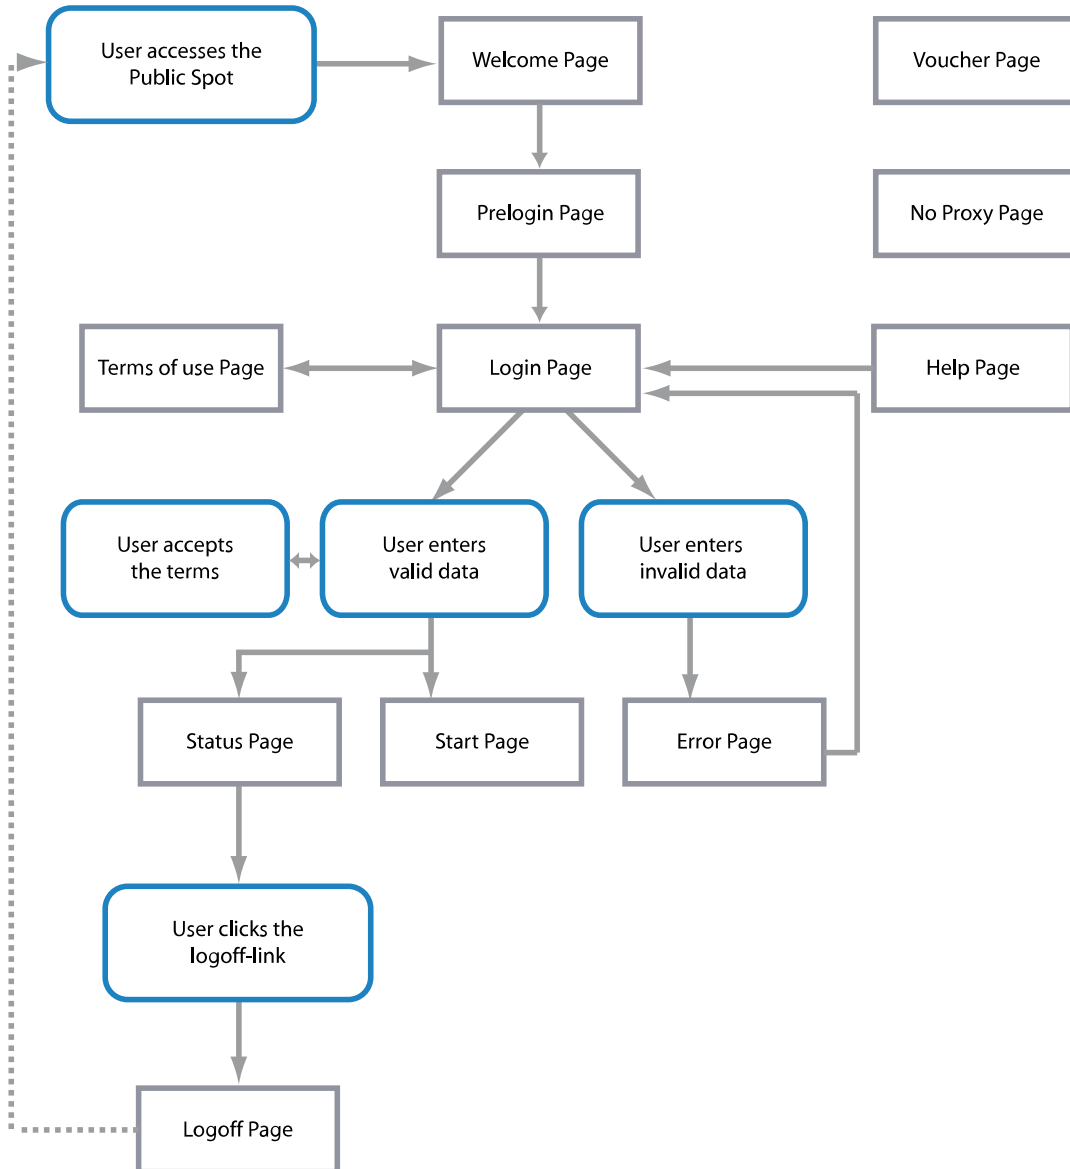 User accesses the
Public Spot
Welcome Page
Voucher Page
Prelogin Page
No Proxy Page
Terms of use Page
Login Page
Help Page
User accepts
the terms
User enters
valid data
User enters
invalid data
Status Page
Start Page
Error Page
User clicks the
logoff-link
Logoff Page